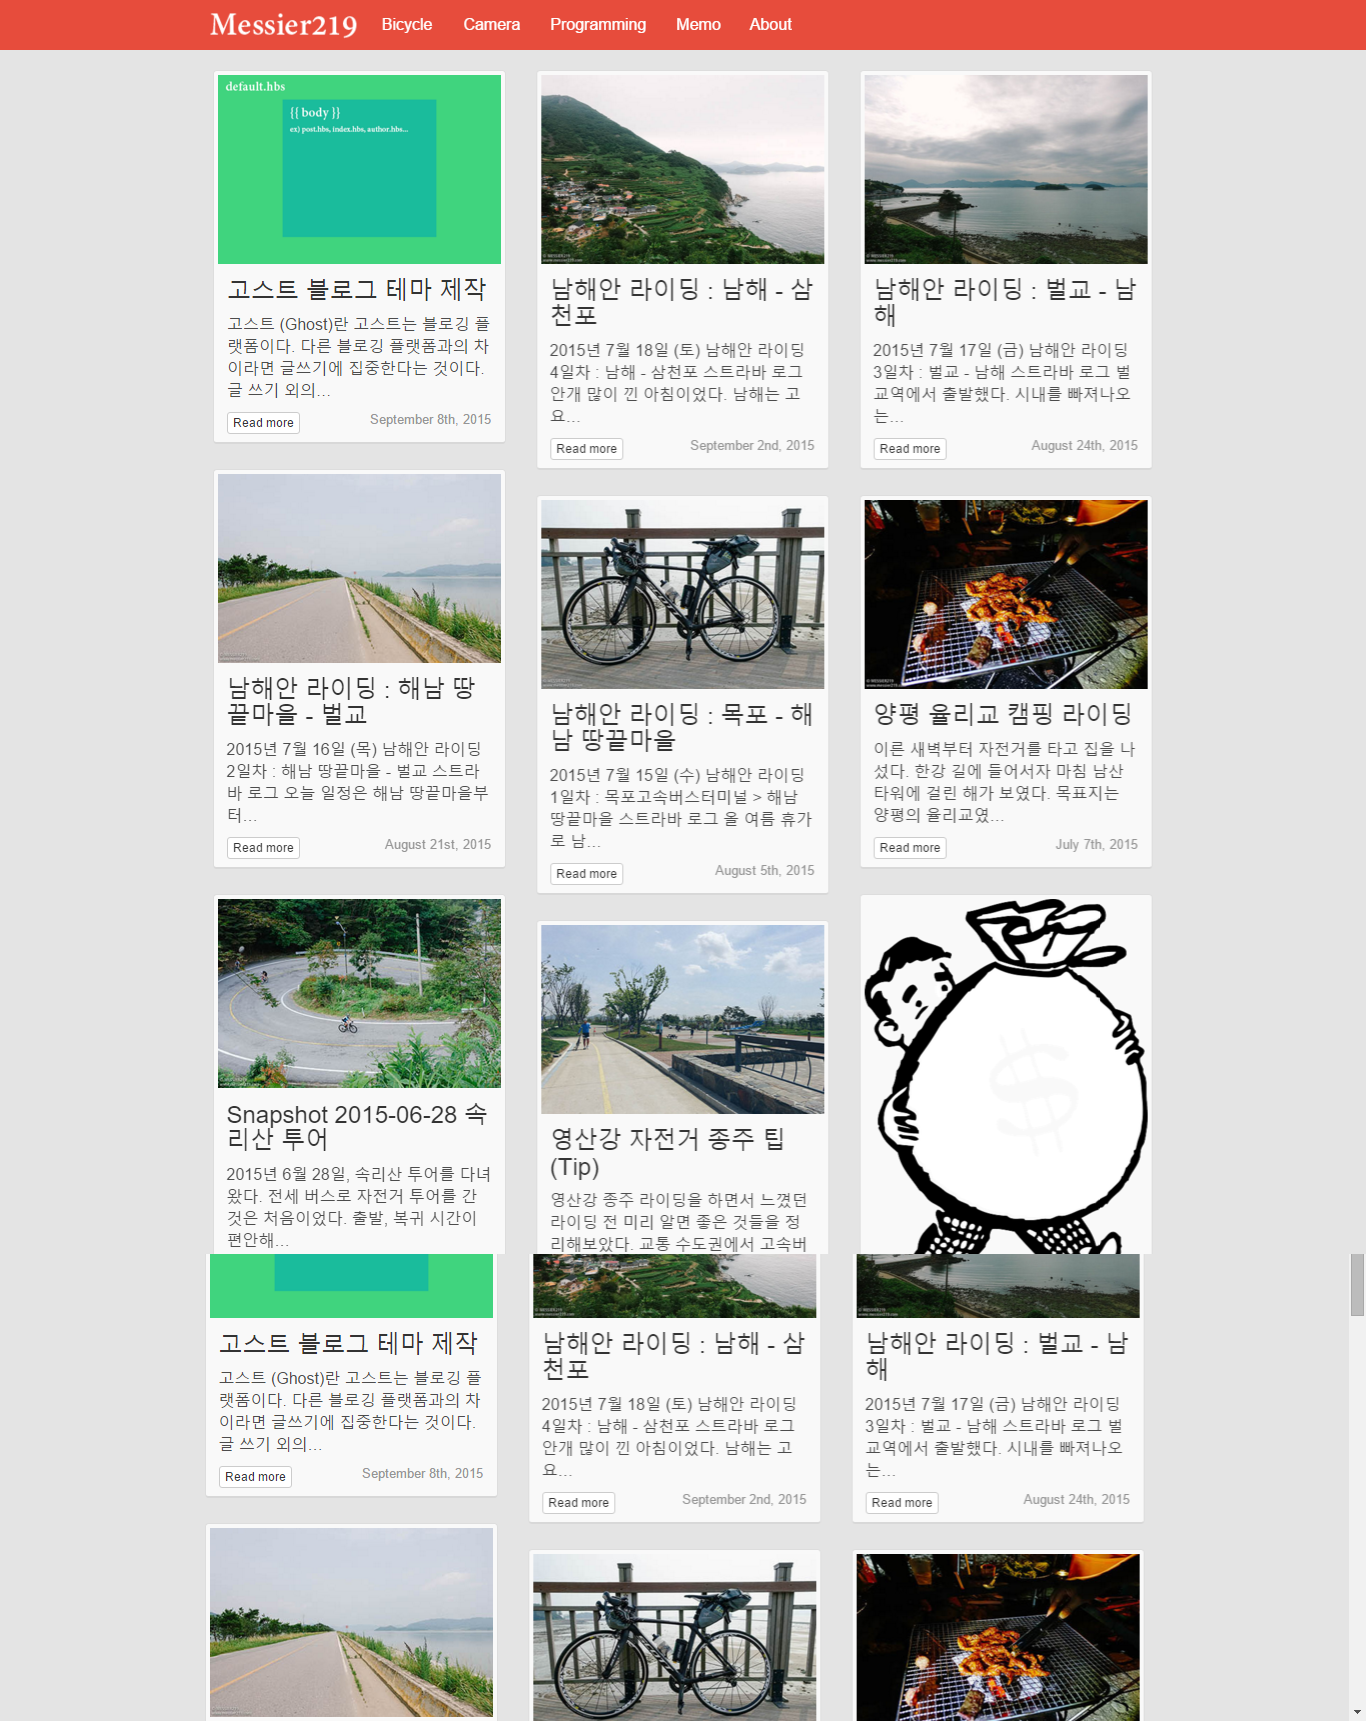 Messier219 Bicycle Camera Programming Memo About
default.hbs
{{ body }}
ex) post.hbs, index.hbs, author.hbs...
고스트 블로그 테마 제작
고스트 (Ghost)란 고스트는 블로깅 플
랫폼이다. 다른 블로깅 플랫폼과의 차
이라면 글쓰기에 집중한다는 것이다.
글 쓰기 외의...
Read more September 8th, 2015
남해안 라이딩 : 남해 - 삼
천포
2015년 7월 18일 (토) 남해안 라이딩
4일차 : 남해 - 삼천포 스트라바 로그
안개 많이 낀 아침이었다. 남해는 고
요...
Read more September 2nd, 2015
남해안 라이딩 : 벌교 - 남
해
2015년 7월 17일 (금) 남해안 라이딩
3일차 : 벌교 - 남해 스트라바 로그 벌
교역에서 출발했다. 시내를 빠져나오
는...
Read more August 24th, 2015
남해안 라이딩 : 해남 땅
끝마을 - 벌교
2015년 7월 16일 (목) 남해안 라이딩
2일차 : 해남 땅끝마을 - 벌교 스트라
바 로그 오늘 일정은 해남 땅끝마을부
터...
Read more August 21st, 2015
남해안 라이딩 : 목포 - 해
남 땅끝마을
2015년 7월 15일 (수) 남해안 라이딩
1일차 : 목포고속버스터미널 > 해남
땅끝마을 스트라바 로그 올 여름 휴가
로 남...
Read more August 5th, 2015
양평 율리교 캠핑 라이딩
이른 새벽부터 자전거를 타고 집을 나
섰다. 한강 길에 들어서자 마침 남산
타워에 걸린 해가 보였다. 목표지는
양평의 율리교였...
Read more July 7th, 2015
Snapshot 2015-06-28 속
리산 투어
2015년 6월 28일, 속리산 투어를 다녀
왔다. 전세 버스로 자전거 투어를 간
것은 처음이었다. 출발, 복귀 시간이
편안해...
영산강 자전거 종주 팁
(Tip)
영산강 종주 라이딩을 하면서 느꼈던
라이딩 전 미리 알면 좋은 것들을 정
리해보았다. 교통 수도권에서 고속버
$
고스트 블로그 테마 제작
고스트 (Ghost)란 고스트는 블로깅 플
랫폼이다. 다른 블로깅 플랫폼과의 차
이라면 글쓰기에 집중한다는 것이다.
글 쓰기 외의...
Read more September 8th, 2015
남해안 라이딩 : 남해 - 삼
천포
2015년 7월 18일 (토) 남해안 라이딩
4일차 : 남해 - 삼천포 스트라바 로그
안개 많이 낀 아침이었다. 남해는 고
요...
Read more September 2nd, 2015
남해안 라이딩 : 벌교 - 남
해
2015년 7월 17일 (금) 남해안 라이딩
3일차 : 벌교 - 남해 스트라바 로그 벌
교역에서 출발했다. 시내를 빠져나오
는...
Read more August 24th, 2015